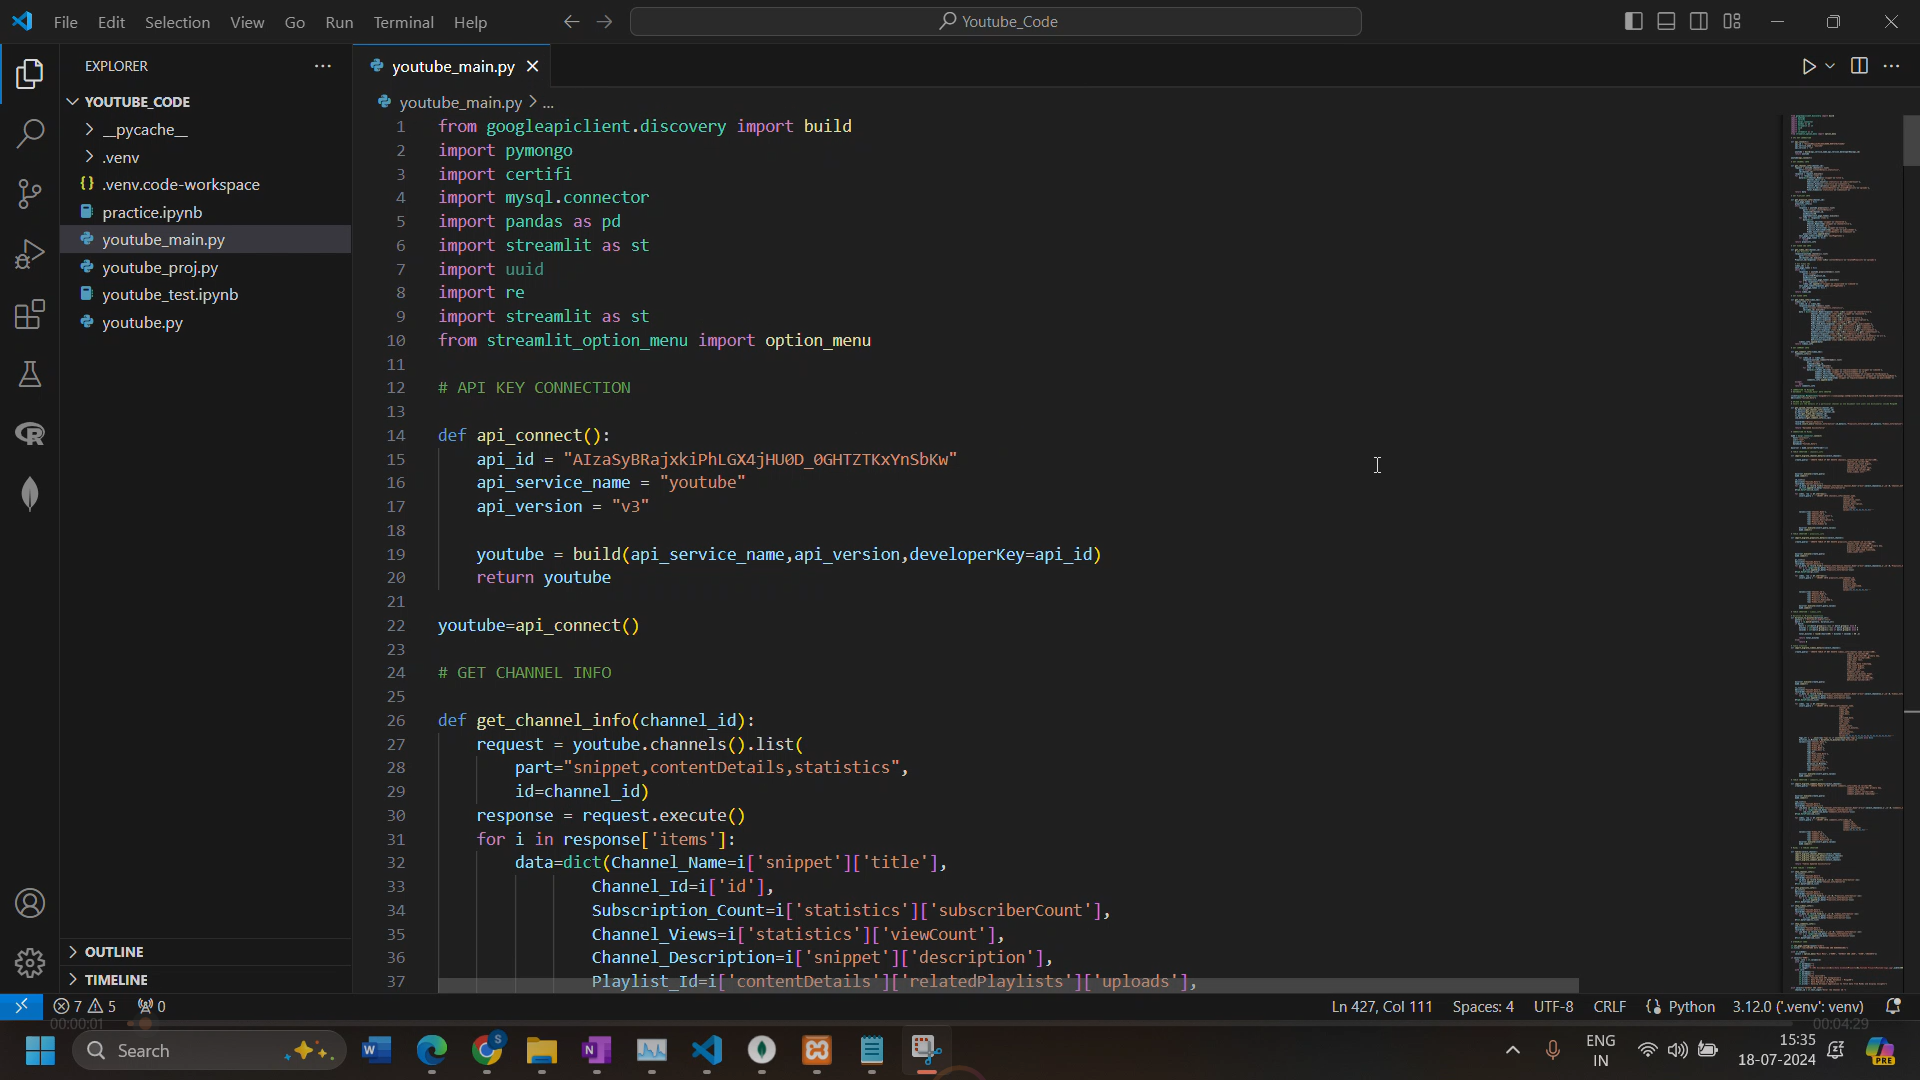 File Edit Selection View Go Run Terminal Help
Youtube_Code
EXPLORER
YOUTUBE_CODE
__pycache__
.venv
.venv.code-workspace
practice.ipynb
youtube_main.py
youtube_proj.py
youtube_test.ipynb
youtube.py
OUTLINE
TIMELINE
youtube_main.py
youtube_main.py > ...
1 from googleapiclient.discovery import build
2 import pymongo
3 import certifi
4 import mysql.connector
5 import pandas as pd
6 import streamlit as st
7 import uuid
8 import re
9 import streamlit as st
10 from streamlit_option_menu import option_menu
11
12 # API KEY CONNECTION
13
14 def api_connect():
15 api_id = "AIzaSyBRajxkiPhLGX4jHU0D_0GHTZTKxYnSbKw"
16 api_service_name = "youtube"
17 api_version = "v3"
18
19 youtube = build(api_service_name,api_version,developerKey=api_id)
20 return youtube
21
22 youtube=api_connect()
23
24 # GET CHANNEL INFO
25
26 def get_channel_info(channel_id):
27 request = youtube.channels().list(
28 part="snippet,contentDetails,statistics",
29 id=channel_id)
30 response = request.execute()
31 for i in response['items']:
32 data=dict(Channel_Name=i['snippet']['title'],
33 Channel_Id=i['id'],
34 Subscription_Count=i['statistics']['subscriberCount'],
35 Channel_Views=i['statistics']['viewCount'],
36 Channel_Description=i['snippet']['description'],
37 Playlist_Id=i['contentDetails']['relatedPlaylists']['uploads'],
7 5 0
Ln 427, Col 111 Spaces: 4 UTF-8 CRLF Python 3.12.0 ('.venv': venv)
00:00:01
00:04:29
Search
ENG
IN
15:35
18-07-2024
PRE